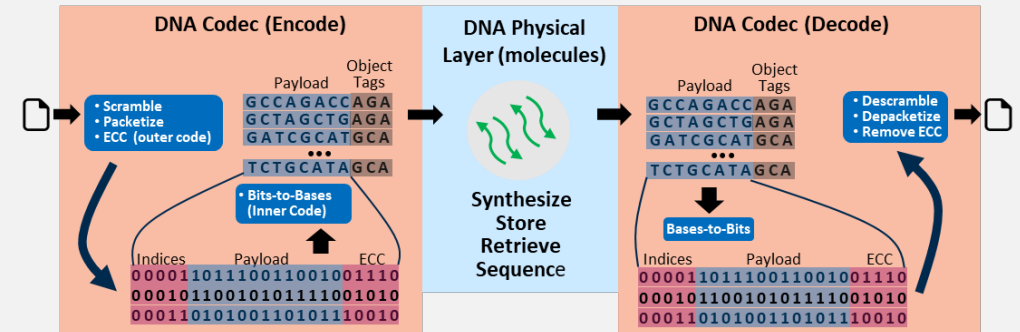 DNA Codec (Encode)
Scramble
Packetize
ECC (outer code)
Payload
Object
Tags
GCCAGACCAGA
GCTAGCTGAGA
GATCGCATGCA
•••
TCTGCATAGCA
Bits-to-Bases
(Inner Code)
Indices Payload ECC
00001101110011001001110
00010110010101111001010
00011010100110101110010
DNA Physical
Layer (molecules)
Synthesize
Store
Retrieve
Sequence
DNA Codec (Decode)
Payload
Object
Tags
GCCAGACCAGA
GCTAGCTGAGA
GATCGCATGCA
•••
TCTGCATAGCA
Descramble
Depacketize
Remove ECC
Bases-to-Bits
Indices Payload ECC
00001101110011001001110
00010110010101111001010
00011010100110101110010